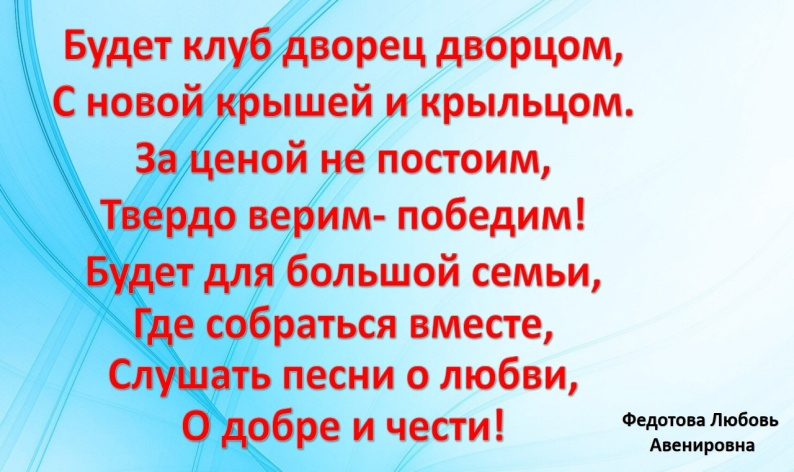 Будет клуб дворец дворцом,
С новой крышей и крыльцом.
За ценой не постоим,
Твердо верим- победим!
Будет для большой семьи,
Где собраться вместе,
Слушать песни о любви,
О добре и чести!
Федотова Любовь
Авенировна